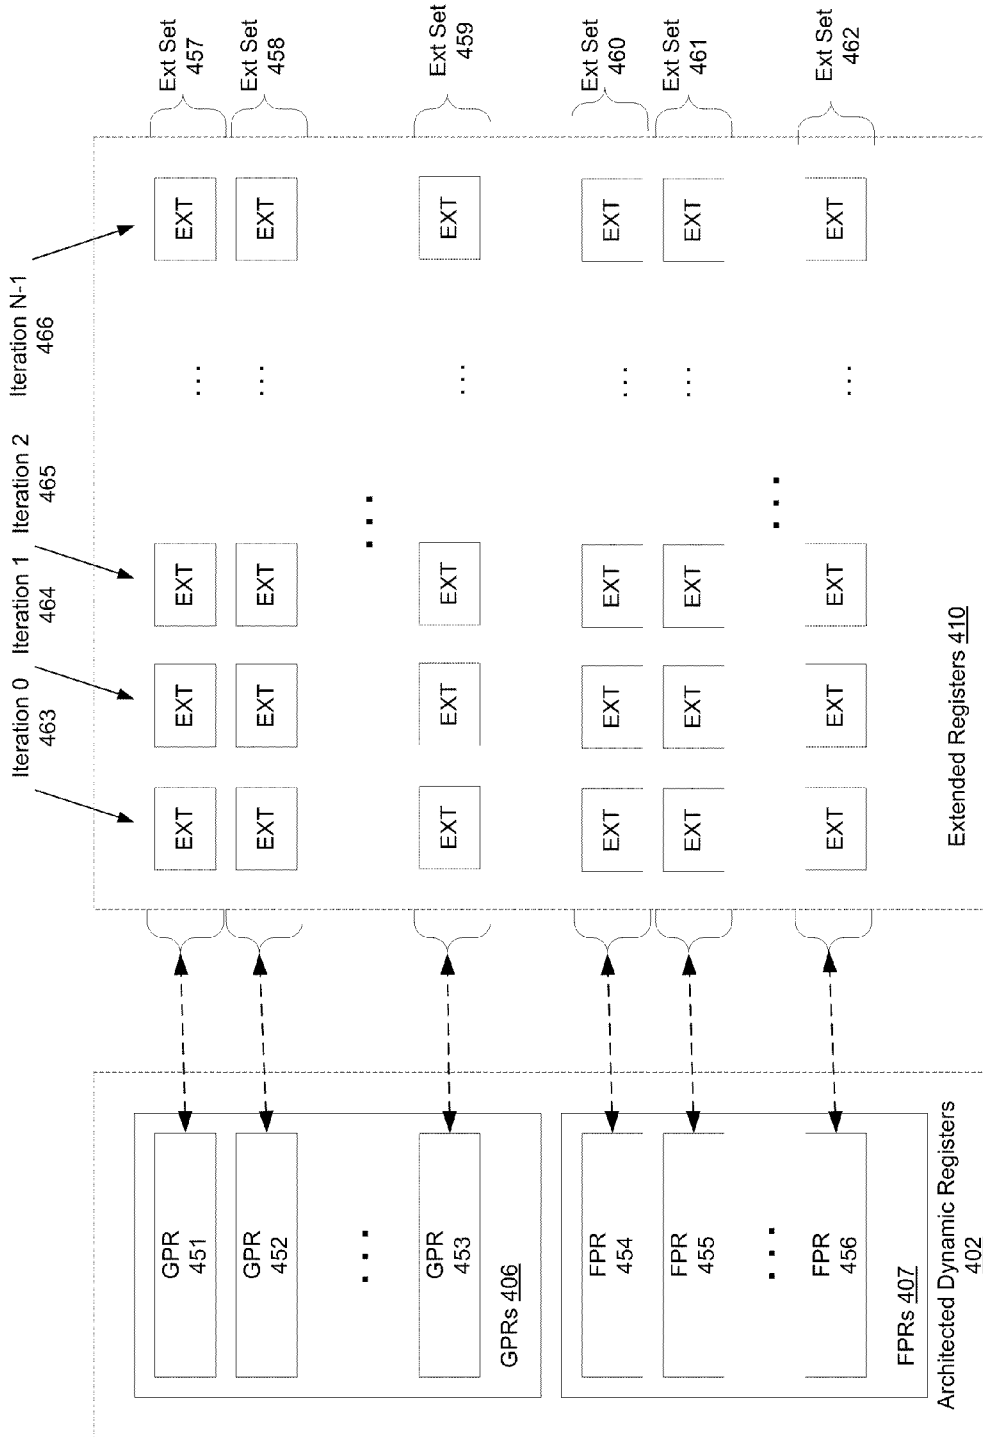 Iteration 0
463
Iteration 1
464
Iteration 2
465
Iteration N-1
466
GPR
451
EXT
EXT
EXT
...
EXT
Ext Set
457
GPR
452
EXT
EXT
EXT
...
EXT
Ext Set
458
...
...
GPR
453
EXT
EXT
EXT
...
EXT
Ext Set
459
GPRs 406
FPR
454
EXT
EXT
EXT
...
EXT
Ext Set
460
FPR
455
EXT
EXT
EXT
...
EXT
Ext Set
461
...
...
FPR
456
EXT
EXT
EXT
...
EXT
Ext Set
462
FPRs 407
Architected Dynamic Registers
402
Extended Registers 410